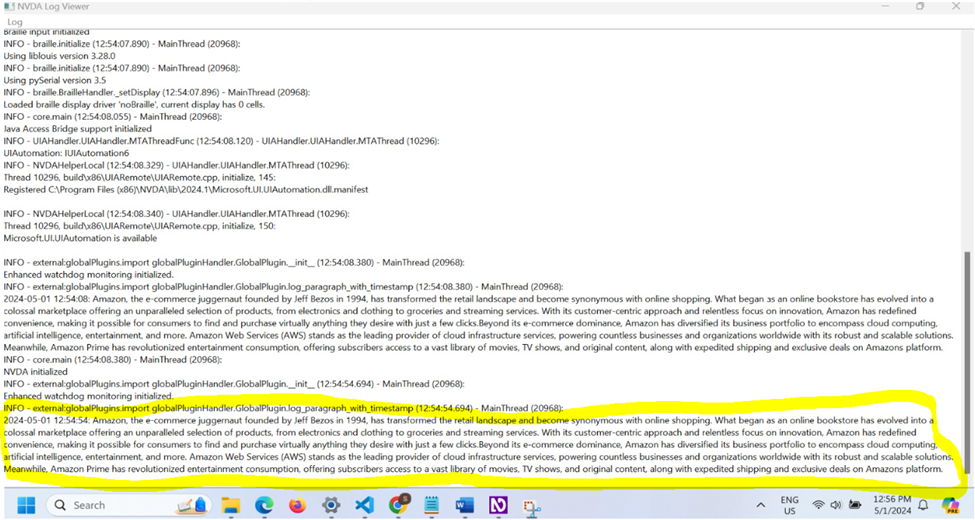 NVDA Log Viewer
Log
Braille input initialized
INFO - braille.initialize (12:54:07.890) - MainThread (20968):
Using liblouis version 3.28.0
INFO - braille.initialize (12:54:07.890) - MainThread (20968):
Using pySerial version 3.5
INFO - braille.BrailleHandler._setDisplay (12:54:07.896) - MainThread (20968):
Loaded braille display driver 'noBraille', current display has 0 cells.
INFO - core.main (12:54:08.055) - MainThread (20968):
Java Access Bridge support initialized
INFO - UIAHandler.UIAHandler.MTAThreadFunc (12:54:08.120) - UIAHandler.UIAHandler.MTAThread (10296):
UIAutomation: IUIAutomation6
INFO - NVDAHelperLocal (12:54:08.329) - UIAHandler.UIAHandler.MTAThread (10296):
Thread 10296, build\x86\UIARemote\UIARemote.cpp, initialize, 145:
Registered C:\Program Files (x86)\NVDA\lib\2024.1\Microsoft.UI.UIAutomation.dll.manifest
INFO - NVDAHelperLocal (12:54:08.340) - UIAHandler.UIAHandler.MTAThread (10296):
Thread 10296, build\x86\UIARemote\UIARemote.cpp, initialize, 150:
Microsoft.UI.UIAutomation is available
INFO - external:globalPlugins.import globalPluginHandler.GlobalPlugin.__init__ (12:54:08.380) - MainThread (20968):
Enhanced watchdog monitoring initialized.
INFO - external:globalPlugins.import globalPluginHandler.GlobalPlugin.log_paragraph_with_timestamp (12:54:08.380) - MainThread (20968):
2024-05-01 12:54:08: Amazon, the e-commerce juggernaut founded by Jeff Bezos in 1994, has transformed the retail landscape and become synonymous with online shopping. What began as an online bookstore has evolved into a
colossal marketplace offering an unparalleled selection of products, from electronics and clothing to groceries and streaming services. With its customer-centric approach and relentless focus on innovation, Amazon has redefined
convenience, making it possible for consumers to find and purchase virtually anything they desire with just a few clicks.Beyond its e-commerce dominance, Amazon has diversified its business portfolio to encompass cloud computing,
artificial intelligence, entertainment, and more. Amazon Web Services (AWS) stands as the leading provider of cloud infrastructure services, powering countless businesses and organizations worldwide with its robust and scalable solutions.
Meanwhile, Amazon Prime has revolutionized entertainment consumption, offering subscribers access to a vast library of movies, TV shows, and original content, along with expedited shipping and exclusive deals on Amazons platform.
INFO - core.main (12:54:08.380) - MainThread (20968):
NVDA initialized
INFO - external:globalPlugins.import globalPluginHandler.GlobalPlugin.__init__ (12:54:54.694) - MainThread (20968):
Enhanced watchdog monitoring initialized.
INFO - external:globalPlugins.import globalPluginHandler.GlobalPlugin.log_paragraph_with_timestamp (12:54:54.694) - MainThread (20968):
2024-05-01 12:54:54: Amazon, the e-commerce juggernaut founded by Jeff Bezos in 1994, has transformed the retail landscape and become synonymous with online shopping. What began as an online bookstore has evolved into a
colossal marketplace offering an unparalleled selection of products, from electronics and clothing to groceries and streaming services. With its customer-centric approach and relentless focus on innovation, Amazon has redefined
convenience, making it possible for consumers to find and purchase virtually anything they desire with just a few clicks.Beyond its e-commerce dominance, Amazon has diversified its business portfolio to encompass cloud computing,
artificial intelligence, entertainment, and more. Amazon Web Services (AWS) stands as the leading provider of cloud infrastructure services, powering countless businesses and organizations worldwide with its robust and scalable solutions.
Meanwhile, Amazon Prime has revolutionized entertainment consumption, offering subscribers access to a vast library of movies, TV shows, and original content, along with expedited shipping and exclusive deals on Amazons platform.
Search
ENG
US
12:56 PM
5/1/2024